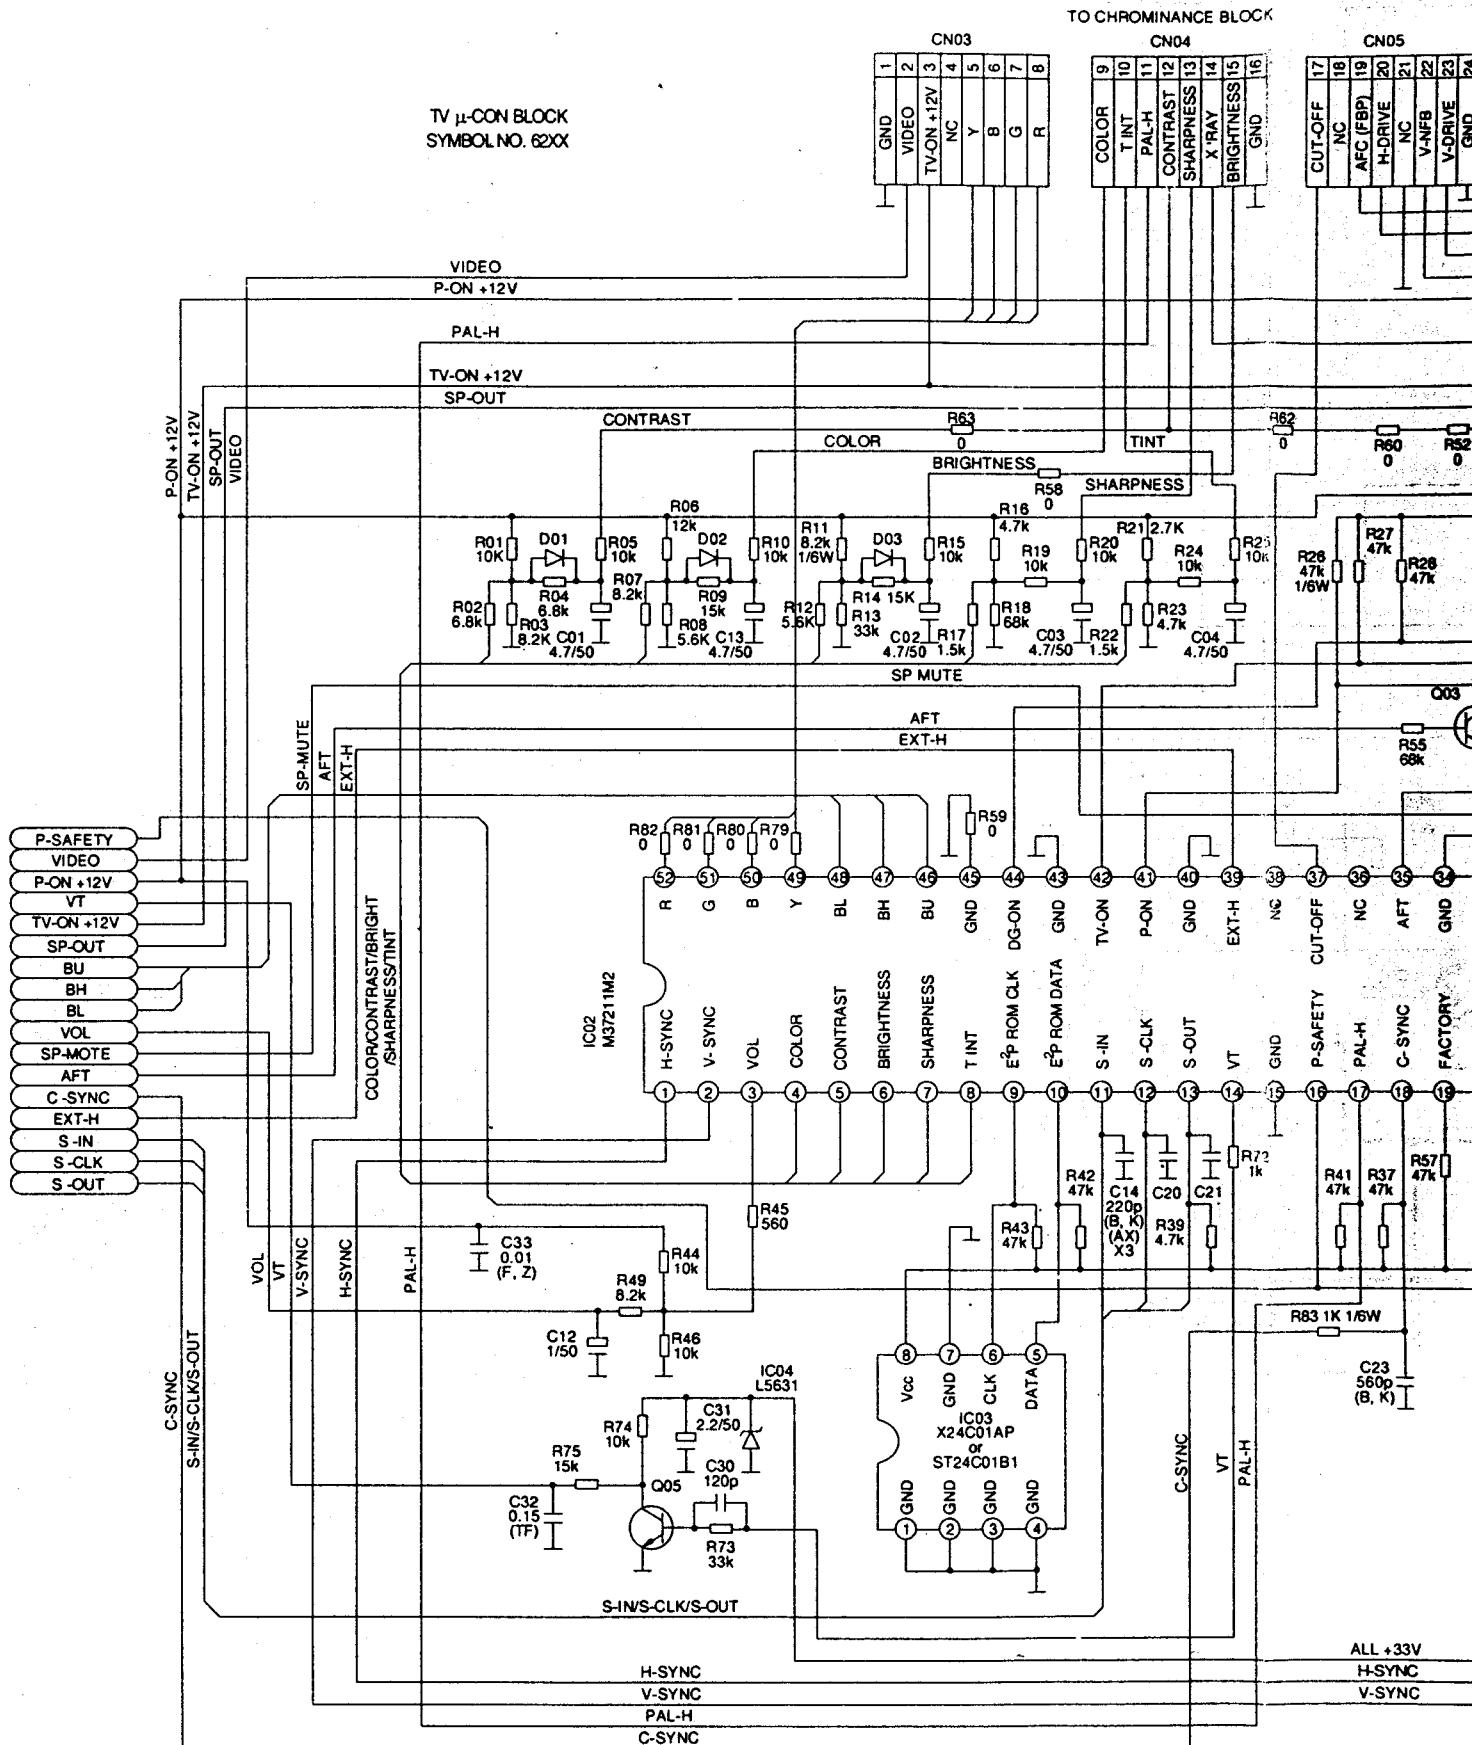 TO CHROMINANCE BLOCK
CN03
CN04
CN05
1 2 3 4 5 6 7 8
9 10 11 12 13 14 15 16
17 18 19 20 21 22 23 24
GND
VIDEO
TV-ON +12V
NC
Y
B
G
R
COLOR
T INT
PAL-H
CONTRAST
SHARPNESS
X'RAY
BRIGHTNESS
GND
CUT-OFF
NC
AFC (FBP)
H-DRIVE
NC
V-NFB
V-DRIVE
GND
TV μ-CON BLOCK
SYMBOL NO. 62XX
VIDEO
P-ON +12V
PAL-H
TV-ON +12V
SP-OUT
P-ON +12V
TV-ON +12V
SP-OUT
VIDEO
CONTRAST
R63
0
R62
0
R60
0
R52
0
COLOR
TINT
BRIGHTNESS
R58
0
SHARPNESS
R01
10K
D01
R05
10k
R06
12k
D02
R10
10k
R11
8.2k
1/6W
D03
R15
10k
R16
4.7k
R19
10k
R20
10k
R21 2.7K
R24
10k
R25
10k
R26
47k
1/6W
R27
47k
R28
47k
R02
6.8k
R04
6.8k
R03
8.2K
C01
4.7/50
R07
8.2k
R09
15k
R08
5.6K
C13
4.7/50
R12
5.6K
R14 15K
R13
33k
C02
4.7/50
R17
1.5k
R18
68k
C03
4.7/50
R22
1.5k
R23
4.7k
C04
4.7/50
SP MUTE
AFT
EXT-H
Q03
R55
68k
SP-MUTE
AFT
EXT-H
P-SAFETY
VIDEO
P-ON +12V
VT
TV-ON +12V
SP-OUT
BU
BH
BL
VOL
SP-MOTE
AFT
C -SYNC
EXT-H
S -IN
S -CLK
S -OUT
COLOR/CONTRAST/BRIGHT
/SHARPNESS/TINT
R82
0
R81
0
R80
0
R79
0
R59
0
52 51 50 49 48 47 46 45 44 43 42 41 40 39 38 37 36 35 34
R
G
B
Y
BL
BH
BU
GND
DG-ON
GND
TV-ON
P-ON
GND
EXT-H
NC
CUT-OFF
NC
AFT
GND
IC02
M37211M2
H-SYNC
V- SYNC
VOL
COLOR
CONTRAST
BRIGHTNESS
SHARPNESS
T INT
E²P ROM CLK
E²P ROM DATA
S -IN
S -CLK
S -OUT
VT
GND
P-SAFETY
PAL-H
C- SYNC
FACTORY
1 2 3 4 5 6 7 8 9 10 11 12 13 14 15 16 17 18 19
R45
560
R42
47k
R43
47k
C14
220p
(B, K)
(AX)
X3
C20
C21
R39
4.7k
R72
1k
R41
47k
R37
47k
R57
47k
C33
0.01
(F, Z)
R44
10k
R49
8.2k
C12
1/50
R46
10k
VOL
VT
V-SYNC
H-SYNC
PAL-H
R83 1K 1/6W
C23
560p
(B, K)
8 7 6 5
Vcc
GND
CLK
DATA
IC03
X24C01AP
or
ST24C01B1
GND
GND
GND
GND
1 2 3 4
IC04
L5631
C31
2.2/50
R74
10k
R75
15k
C30
120p
Q05
C32
0.15
(TF)
R73
33k
C-SYNC
S-IN/S-CLK/S-OUT
C-SYNC
VT
PAL-H
S-IN/S-CLK/S-OUT
ALL +33V
H-SYNC
H-SYNC
V-SYNC
V-SYNC
PAL-H
C-SYNC